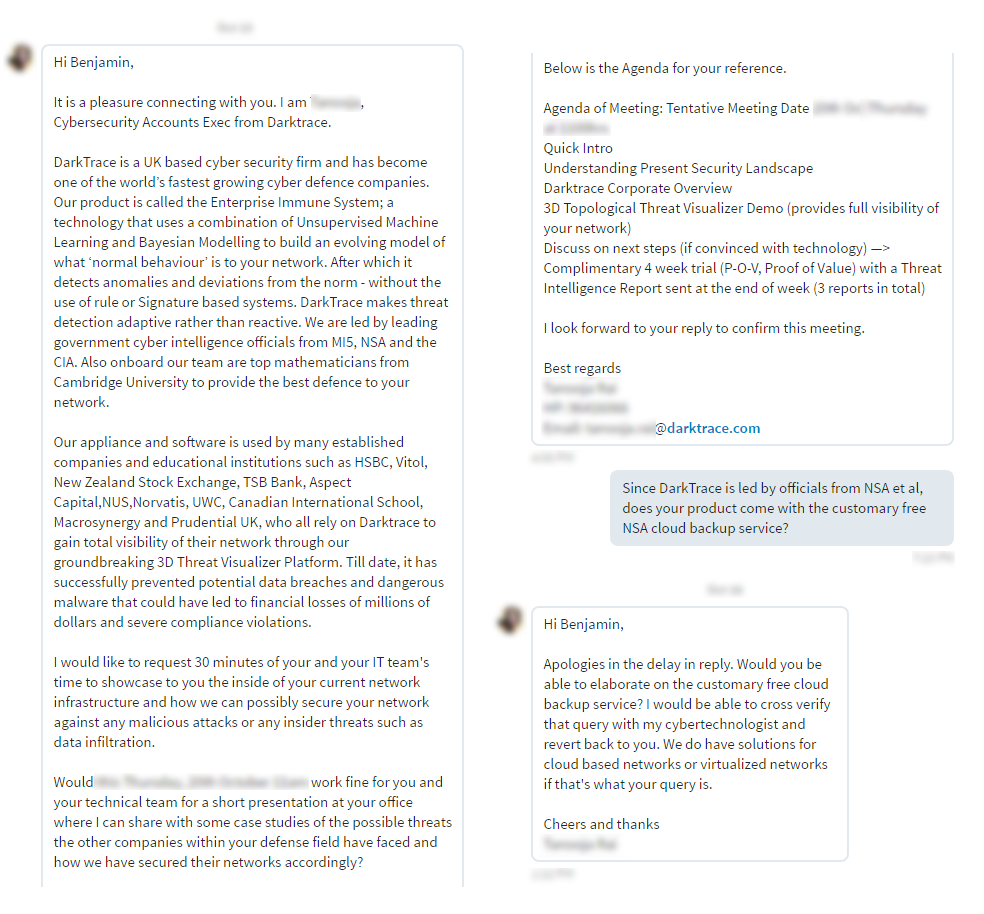 Hi Benjamin,
It is a pleasure connecting with you. I am
Cybersecurity Accounts Exec from Darktrace.
DarkTrace is a UK based cyber security firm and has become
one of the world's fastest growing cyber defence companies.
Our product is called the Enterprise Immune System; a
technology that uses a combination of Unsupervised Machine
Learning and Bayesian Modelling to build an evolving model of
what 'normal behaviour' is to your network. After which it
detects anomalies and deviations from the norm - without the
use of rule or Signature based systems. DarkTrace makes threat
detection adaptive rather than reactive. We are led by leading
government cyber intelligence officials from MI5, NSA and the
CIA. Also onboard our team are top mathematicians from
Cambridge University to provide the best defence to your
network.
Our appliance and software is used by many established
companies and educational institutions such as HSBC, Vitol,
New Zealand Stock Exchange, TSB Bank, Aspect
Capital,NUS,Norvatis, UWC, Canadian International School,
Macrosynergy and Prudential UK, who all rely on Darktrace to
gain total visibility of their network through our
groundbreaking 3D Threat Visualizer Platform. Till date, it has
successfully prevented potential data breaches and dangerous
malware that could have led to financial losses of millions of
dollars and severe compliance violations.
I would like to request 30 minutes of your and your IT team's
time to showcase to you the inside of your current network
infrastructure and how we can possibly secure your network
against any malicious attacks or any insider threats such as
data infiltration.
Would work fine for you and
your technical team for a short presentation at your office
where I can share with some case studies of the possible threats
the other companies within your defense field have faced and
how we have secured their networks accordingly?
Below is the Agenda for your reference.
Agenda of Meeting: Tentative Meeting Date
Quick Intro
Understanding Present Security Landscape
Darktrace Corporate Overview
3D Topological Threat Visualizer Demo (provides full visibility of
your network)
Discuss on next steps (if convinced with technology) —>
Complimentary 4 week trial (P-O-V, Proof of Value) with a Threat
Intelligence Report sent at the end of week (3 reports in total)
I look forward to your reply to confirm this meeting.
Best regards
@darktrace.com
Since DarkTrace is led by officials from NSA et al,
does your product come with the customary free
NSA cloud backup service?
Hi Benjamin,
Apologies in the delay in reply. Would you be
able to elaborate on the customary free cloud
backup service? I would be able to cross verify
that query with my cybertechnologist and
revert back to you. We do have solutions for
cloud based networks or virtualized networks
if that's what your query is.
Cheers and thanks